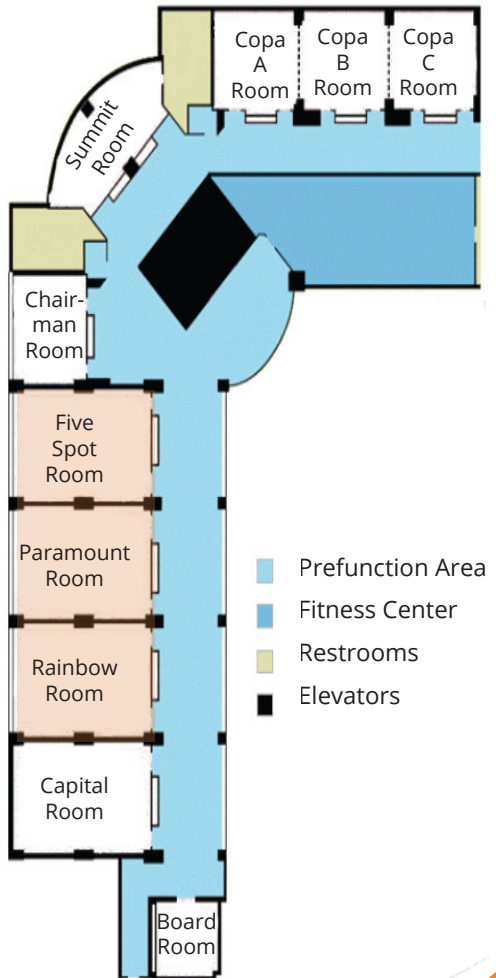 Copa
A
Room
Copa
B
Room
Copa
C
Room
Summit
Room
Chair-
man
Room
Five
Spot
Room
Paramount
Room
Rainbow
Room
Capital
Room
Board
Room
Prefunction Area
Fitness Center
Restrooms
Elevators